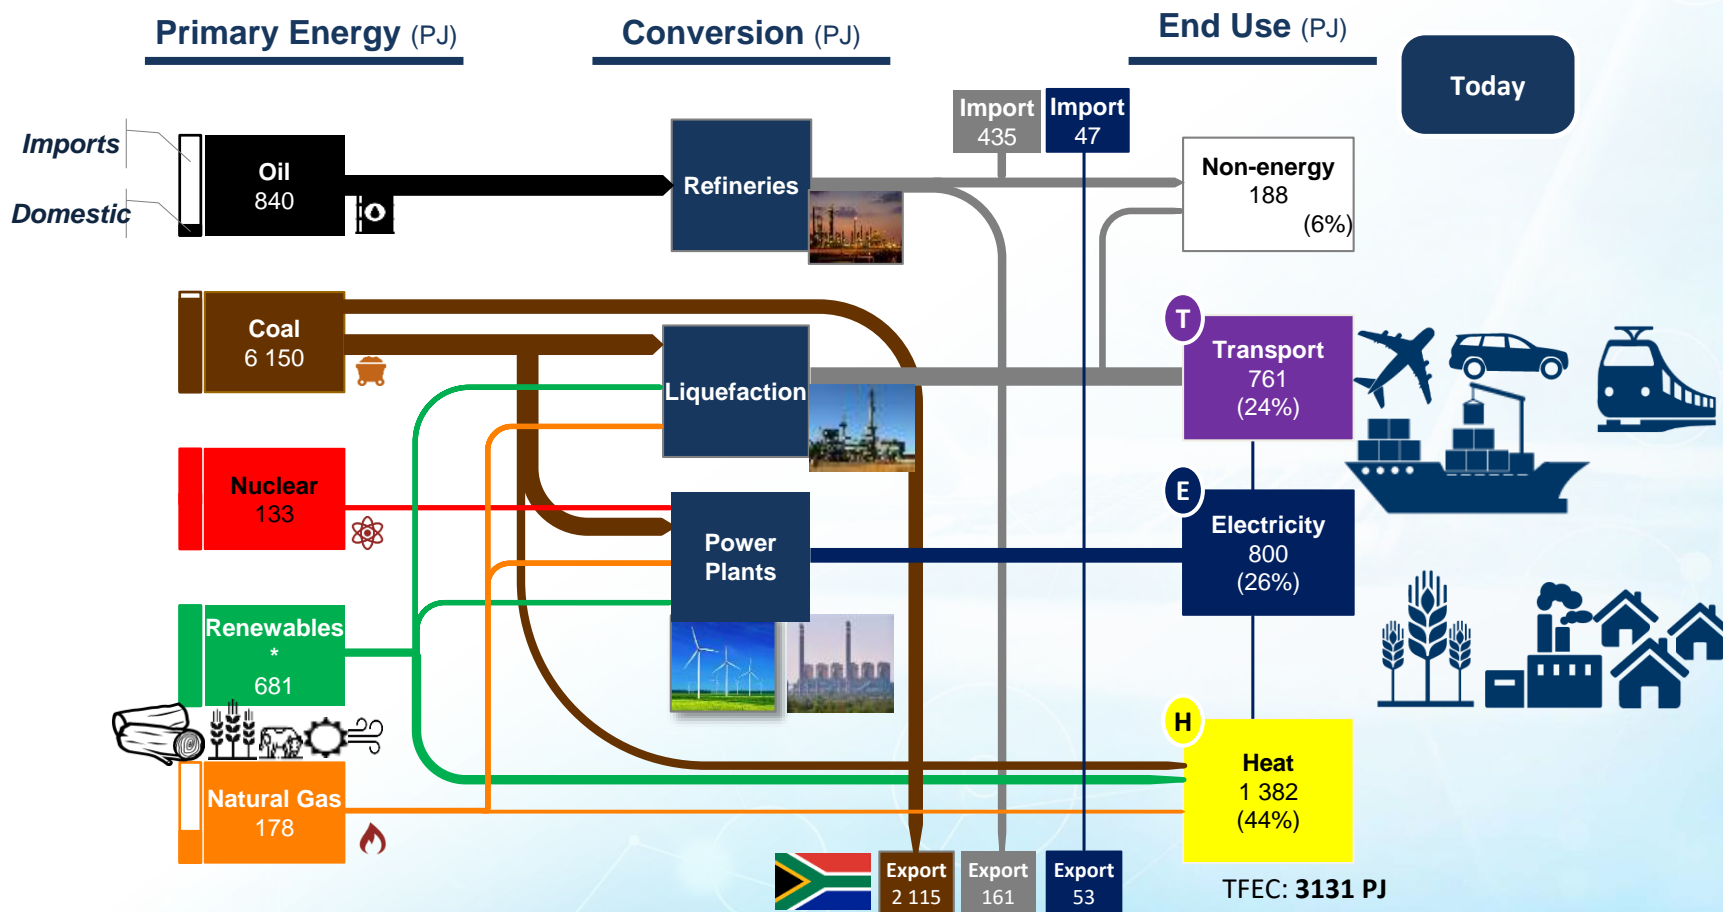 Primary Energy (PJ)
Conversion (PJ)
End Use (PJ)
Today
Imports
Domestic
Oil
840
Refineries
Import
435
Import
47
Non-energy
188
(6%)
Coal
6 150
Liquefaction
T
Transport
761
(24%)
Nuclear
133
Power
Plants
E
Electricity
800
(26%)
Renewables
*
681
Natural Gas
178
H
Heat
1 382
(44%)
Export
2 115
Export
161
Export
53
TFEC: 3131 PJ